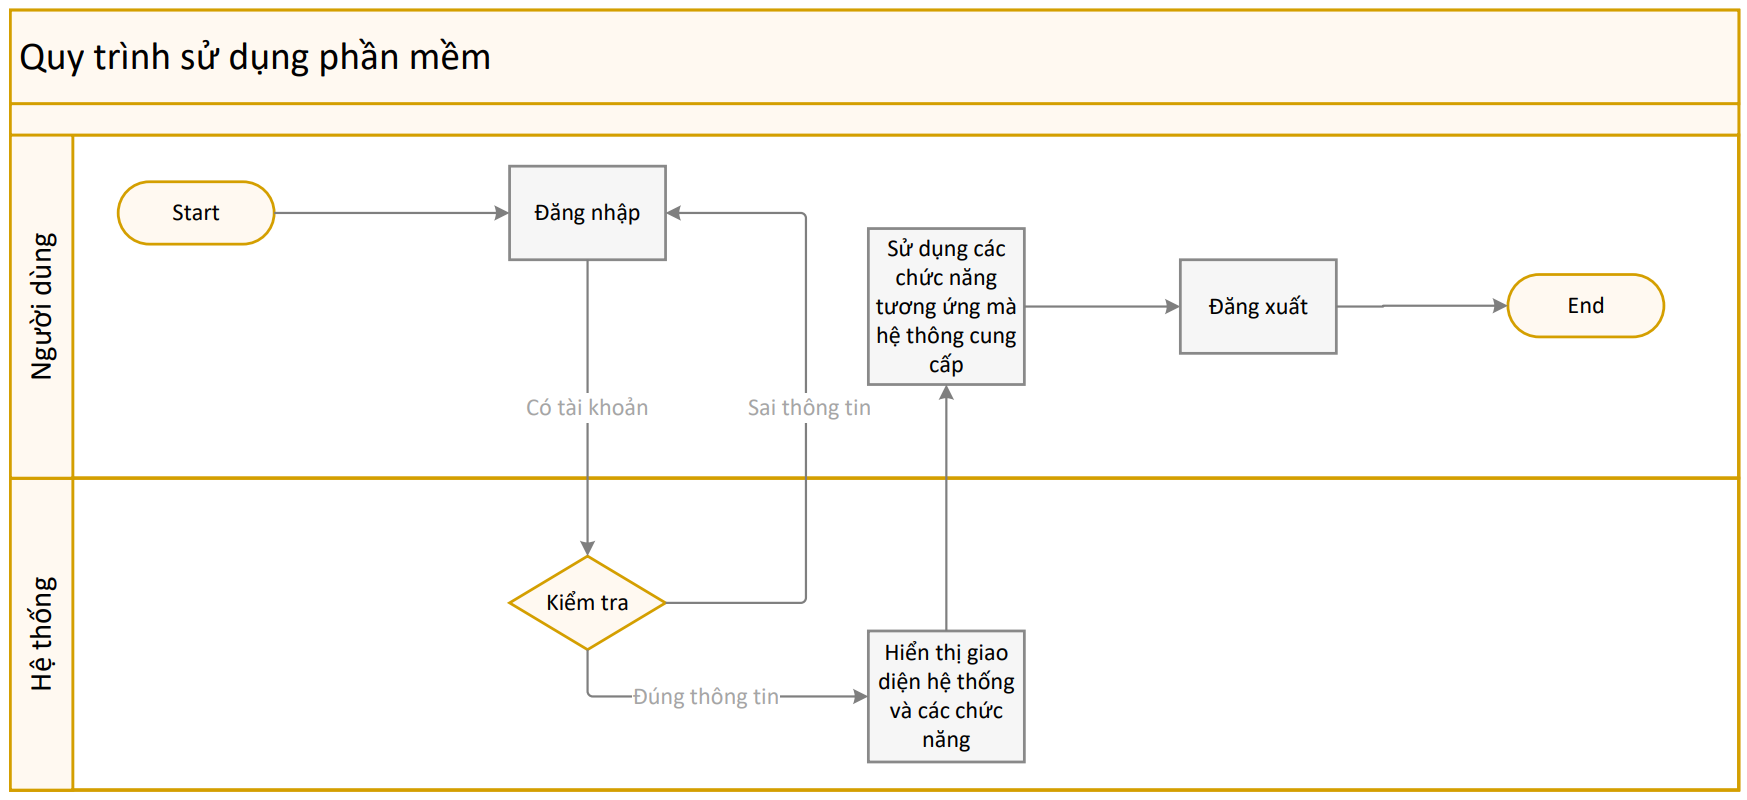 Quy trình sử dụng phần mềm
Người dùng
Start
Đăng nhập
Sử dụng các
chức năng
tương ứng mà
hệ thông cung
cấp
Đăng xuất
End
Có tài khoản
Sai thông tin
Hệ thống
Kiểm tra
Đúng thông tin
Hiển thị giao
diện hệ thống
và các chức
năng